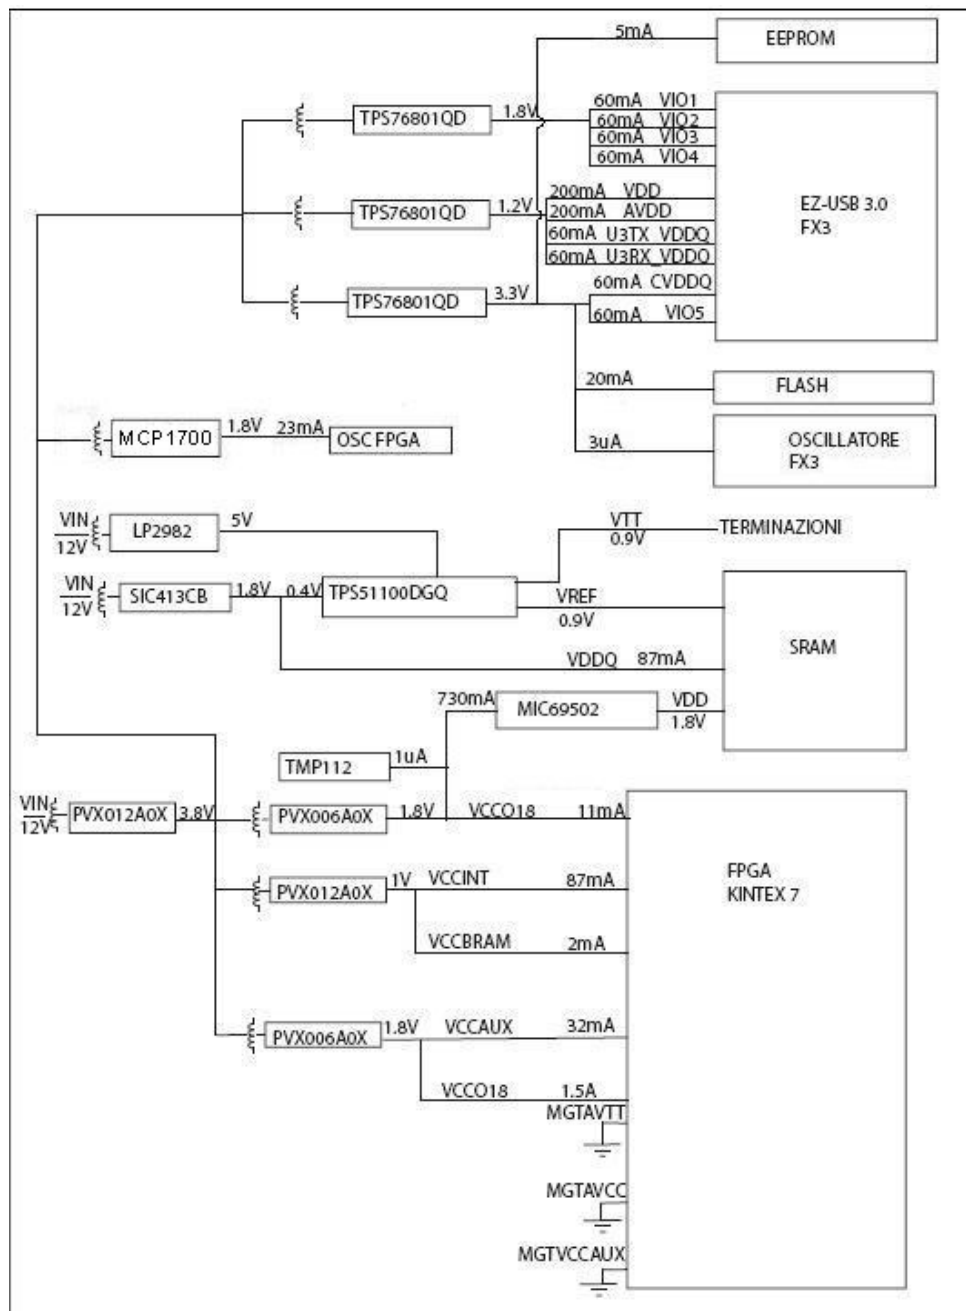 5mA EEPROM
TPS76801QD 1.8V 60mA VIO1
60mA VIO2
60mA VIO3
60mA VIO4
EZ-USB 3.0
FX3
TPS76801QD 1.2V 200mA VDD
200mA AVDD
60mA U3TX_VDDQ
60mA U3RX_VDDQ
TPS76801QD 3.3V 60mA CVDDQ
60mA VIO5
20mA FLASH
MCP1700 1.8V 23mA OSC FPGA
3uA OSCILLATORE
FX3
VIN
12V LP2982 5V
VTT
0.9V TERMINAZIONI
VIN
12V SIC413CB 1.8V 0.4V TPS51100DGQ
VREF
0.9V
SRAM
VDDQ 87mA
730mA MIC69502 VDD
1.8V
TMP112 1uA
VIN
12V PVX012A0X 3.8V PVX006A0X 1.8V VCCO18 11mA
PVX012A0X 1V VCCINT 87mA
FPGA
KINTEX 7
VCCBRAM 2mA
PVX006A0X 1.8V VCCAUX 32mA
VCCO18 1.5A
MGTAVTT
MGTAVCC
MGTVCCAUX